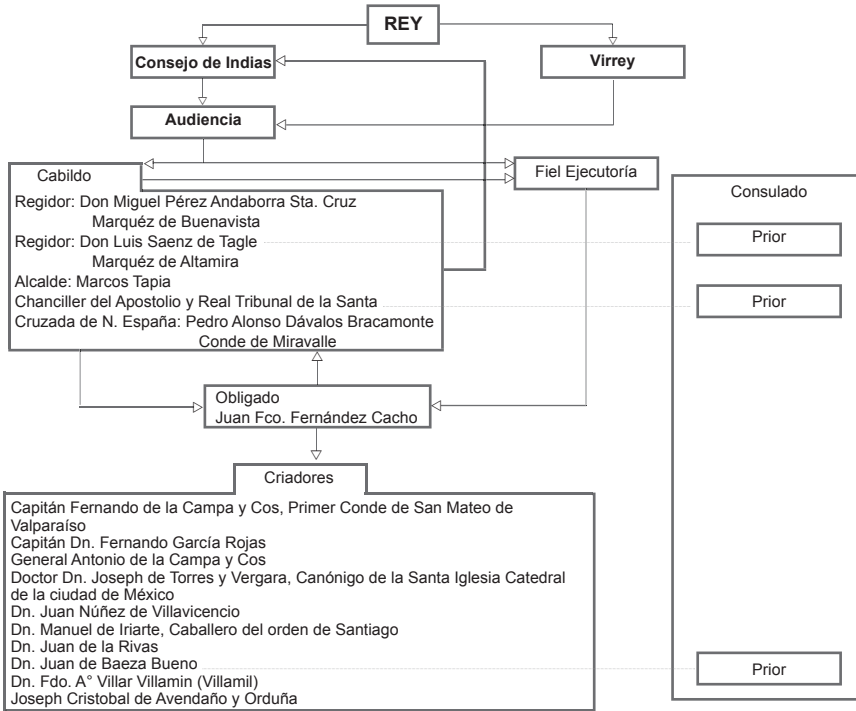 REY
Consejo de Indias
Virrey
Audiencia
Cabildo
Regidor: Don Miguel Pérez Andaborra Sta. Cruz
Marquéz de Buenavista
Regidor: Don Luis Saenz de Tagle
Marquéz de Altamira
Alcalde: Marcos Tapia
Chanciller del Apostolio y Real Tribunal de la Santa
Cruzada de N. España: Pedro Alonso Dávalos Bracamonte
Conde de Miravalle
Fiel Ejecutoría
Consulado
Prior
Prior
Obligado
Juan Fco. Fernández Cacho
Criadores
Capitán Fernando de la Campa y Cos, Primer Conde de San Mateo de
Valparaíso
Capitán Dn. Fernando García Rojas
General Antonio de la Campa y Cos
Doctor Dn. Joseph de Torres y Vergara, Canónigo de la Santa Iglesia Catedral
de la ciudad de México
Dn. Juan Núñez de Villavicencio
Dn. Manuel de Iriarte, Caballero del orden de Santiago
Dn. Juan de la Rivas
Dn. Juan de Baeza Bueno
Dn. Fdo. A° Villar Villamin (Villamil)
Joseph Cristobal de Avendaño y Orduña
Prior